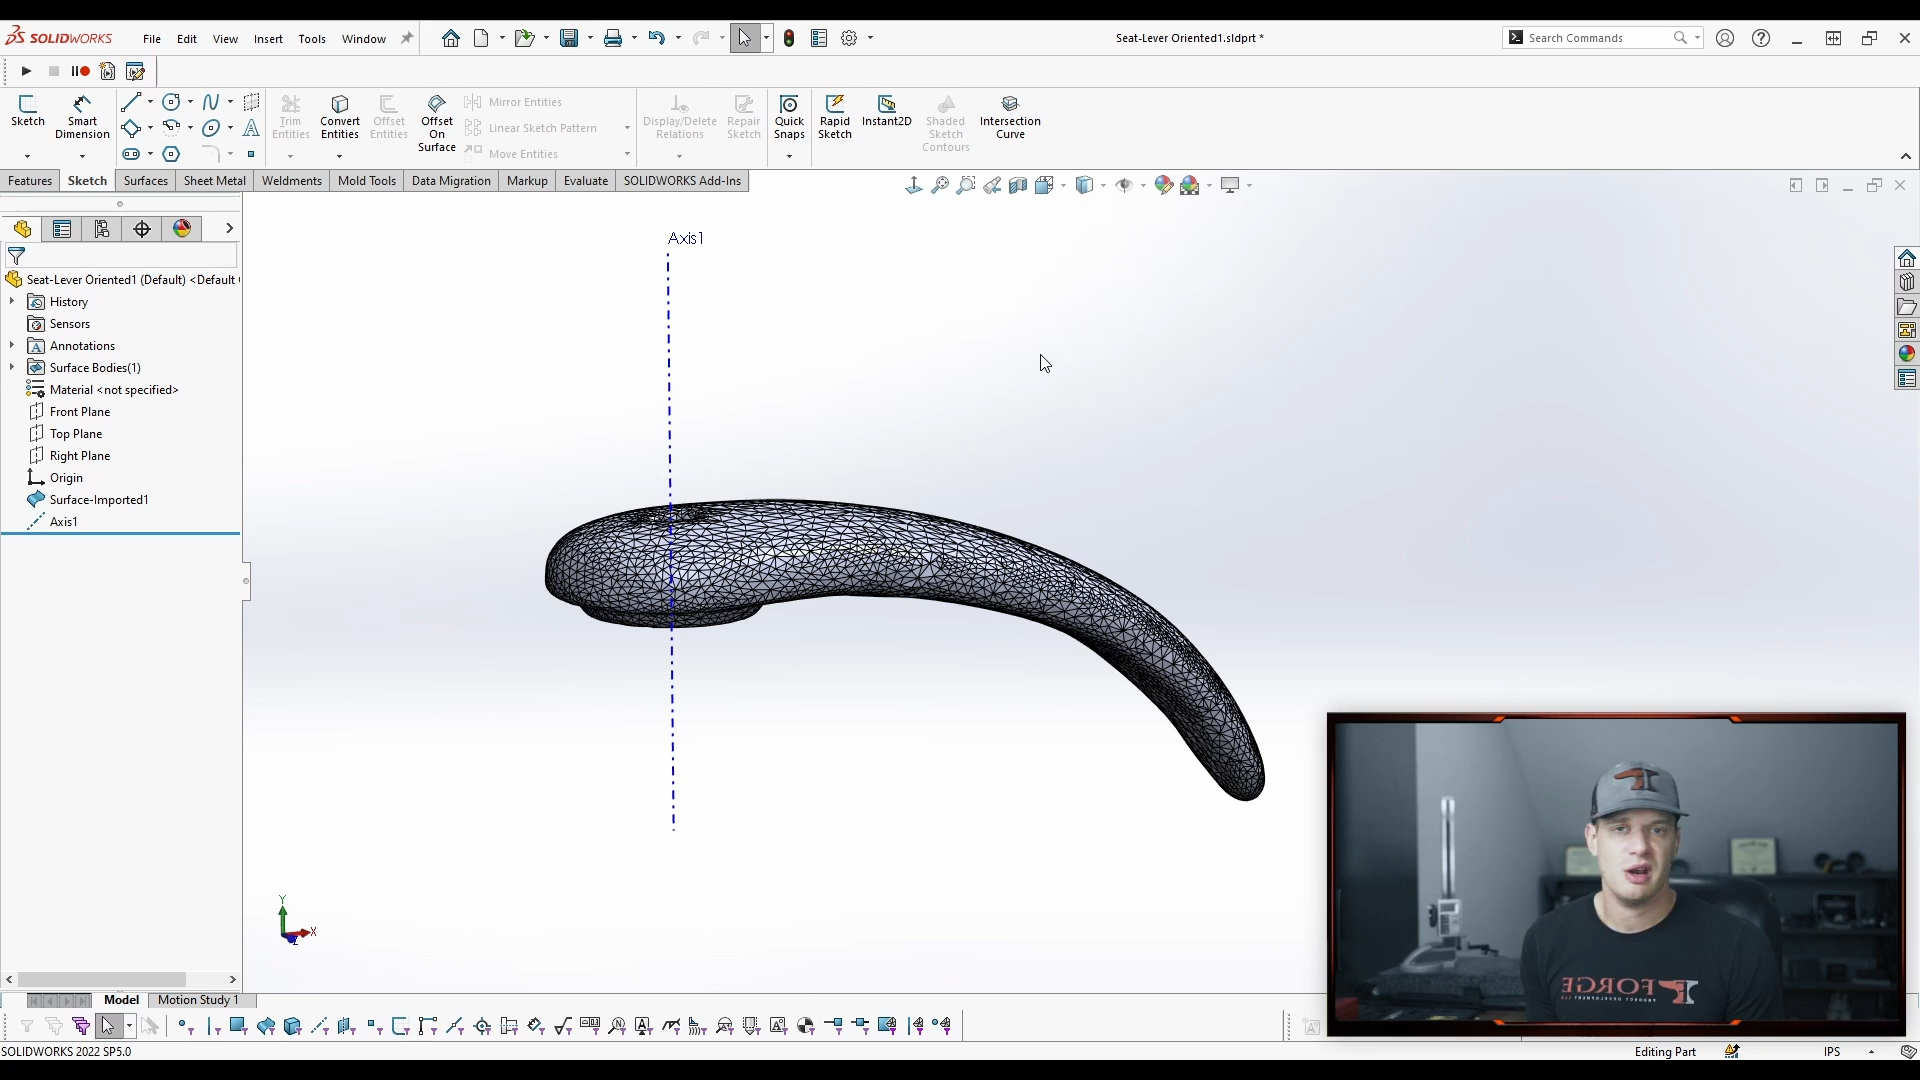 SOLIDWORKS
File Edit View Insert Tools Window
Seat-Lever Oriented1.sldprt *
Search Commands
Sketch
Smart Dimension
Trim Entities
Convert Entities
Offset Entities
Offset On Surface
Mirror Entities
Linear Sketch Pattern
Move Entities
Display/Delete Relations
Repair Sketch
Quick Snaps
Rapid Sketch
Instant2D
Shaded Sketch Contours
Intersection Curve
Features Sketch Surfaces Sheet Metal Weldments Mold Tools Data Migration Markup Evaluate SOLIDWORKS Add-Ins
Seat-Lever Oriented1 (Default) <Default
History
Sensors
Annotations
Surface Bodies(1)
Material <not specified>
Front Plane
Top Plane
Right Plane
Origin
Surface-Imported1
Axis1
Axis1
Y
X
Z
Model Motion Study 1
FORGE
PRODUCT DEVELOPMENT LLC
SOLIDWORKS 2022 SP5.0
Editing Part
IPS